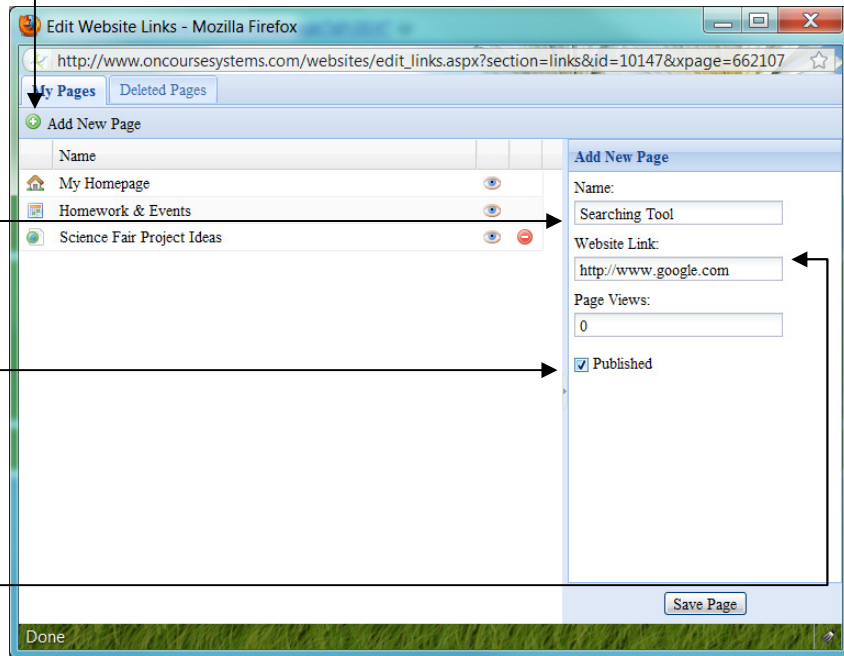 Edit Website Links - Mozilla Firefox
http://www.oncoursesystems.com/websites/edit_links.aspx?section=links&id=10147&xpage=662107
My Pages Deleted Pages
Add New Page
Name
My Homepage
Homework & Events
Science Fair Project Ideas
Add New Page
Name:
Searching Tool
Website Link:
http://www.google.com
Page Views:
0
Published
Save Page
Done